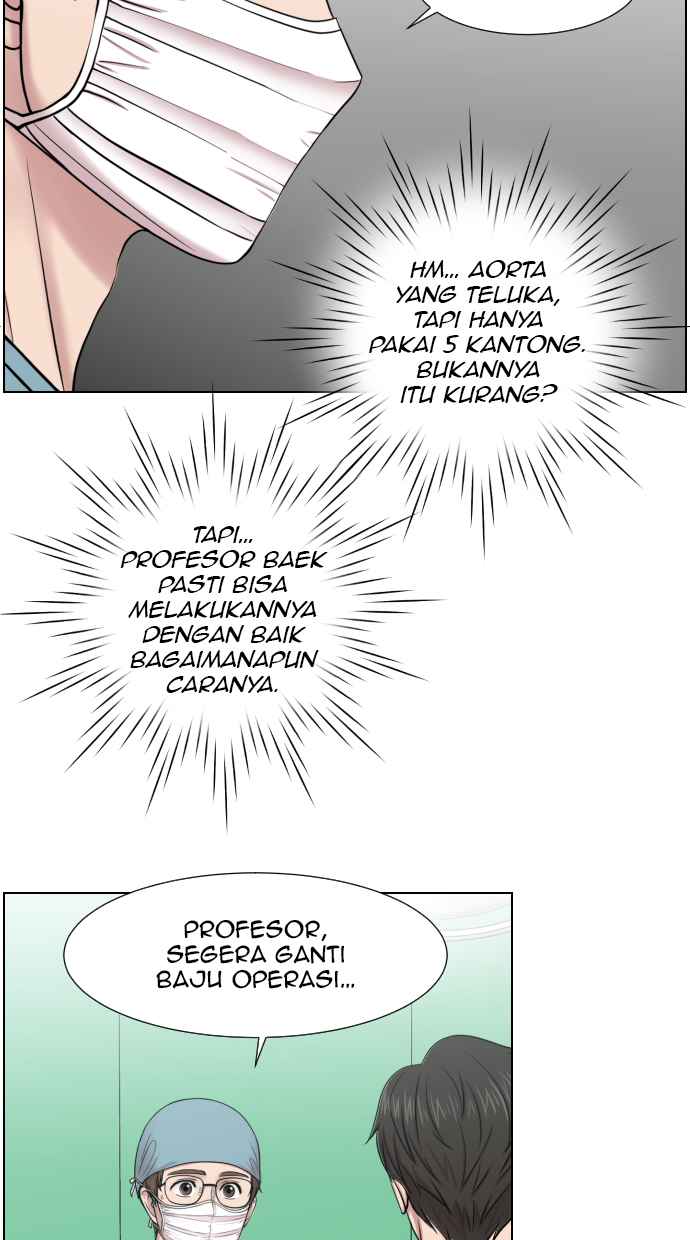 HM... AORTA
YANG TELUKA,
TAPI HANYA
PAKAI 5 KANTONG.
BUKANNYA
ITU KURANG?
TAPI...
PROFESOR BAEK
PASTI BISA
MELAKUKANNYA
DENGAN BAIK
BAGAIMANAPUN
CARANYA.
PROFESOR,
SEGERA GANTI
BAJU OPERASI...